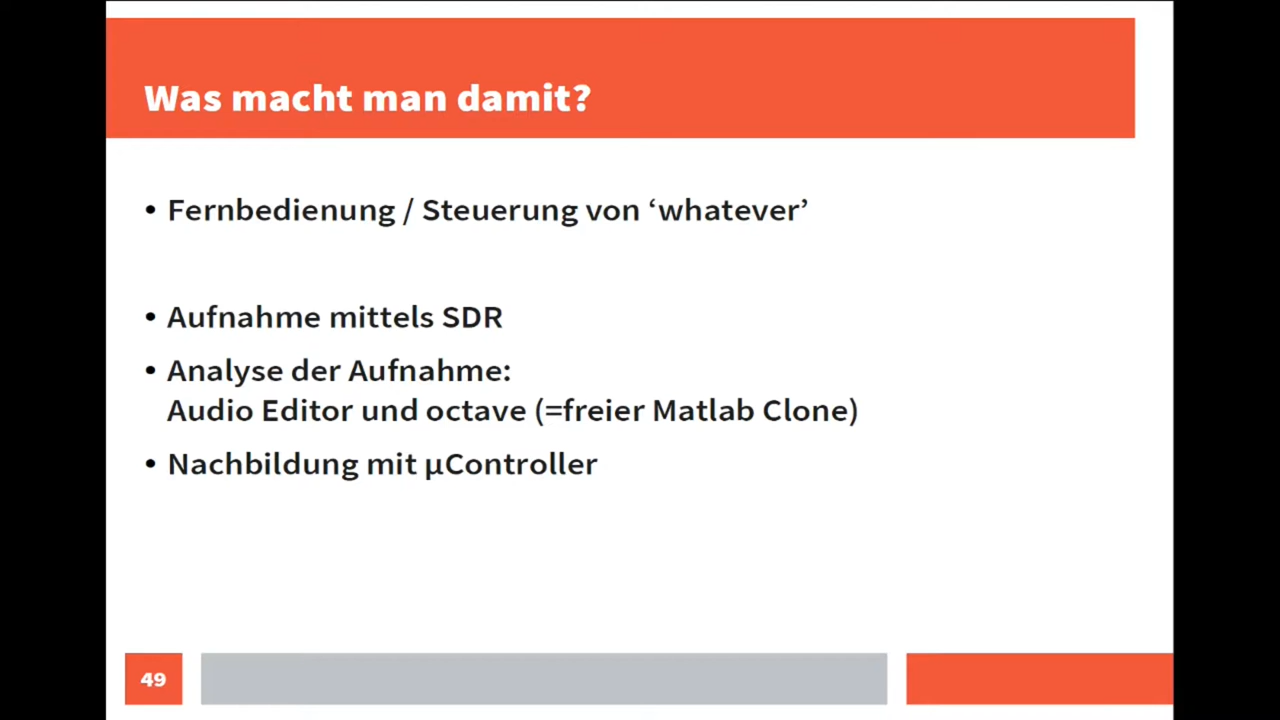 Was macht man damit?
• Fernbedienung / Steuerung von ‘whatever’
• Aufnahme mittels SDR
• Analyse der Aufnahme:
Audio Editor und octave (=freier Matlab Clone)
• Nachbildung mit µController
49